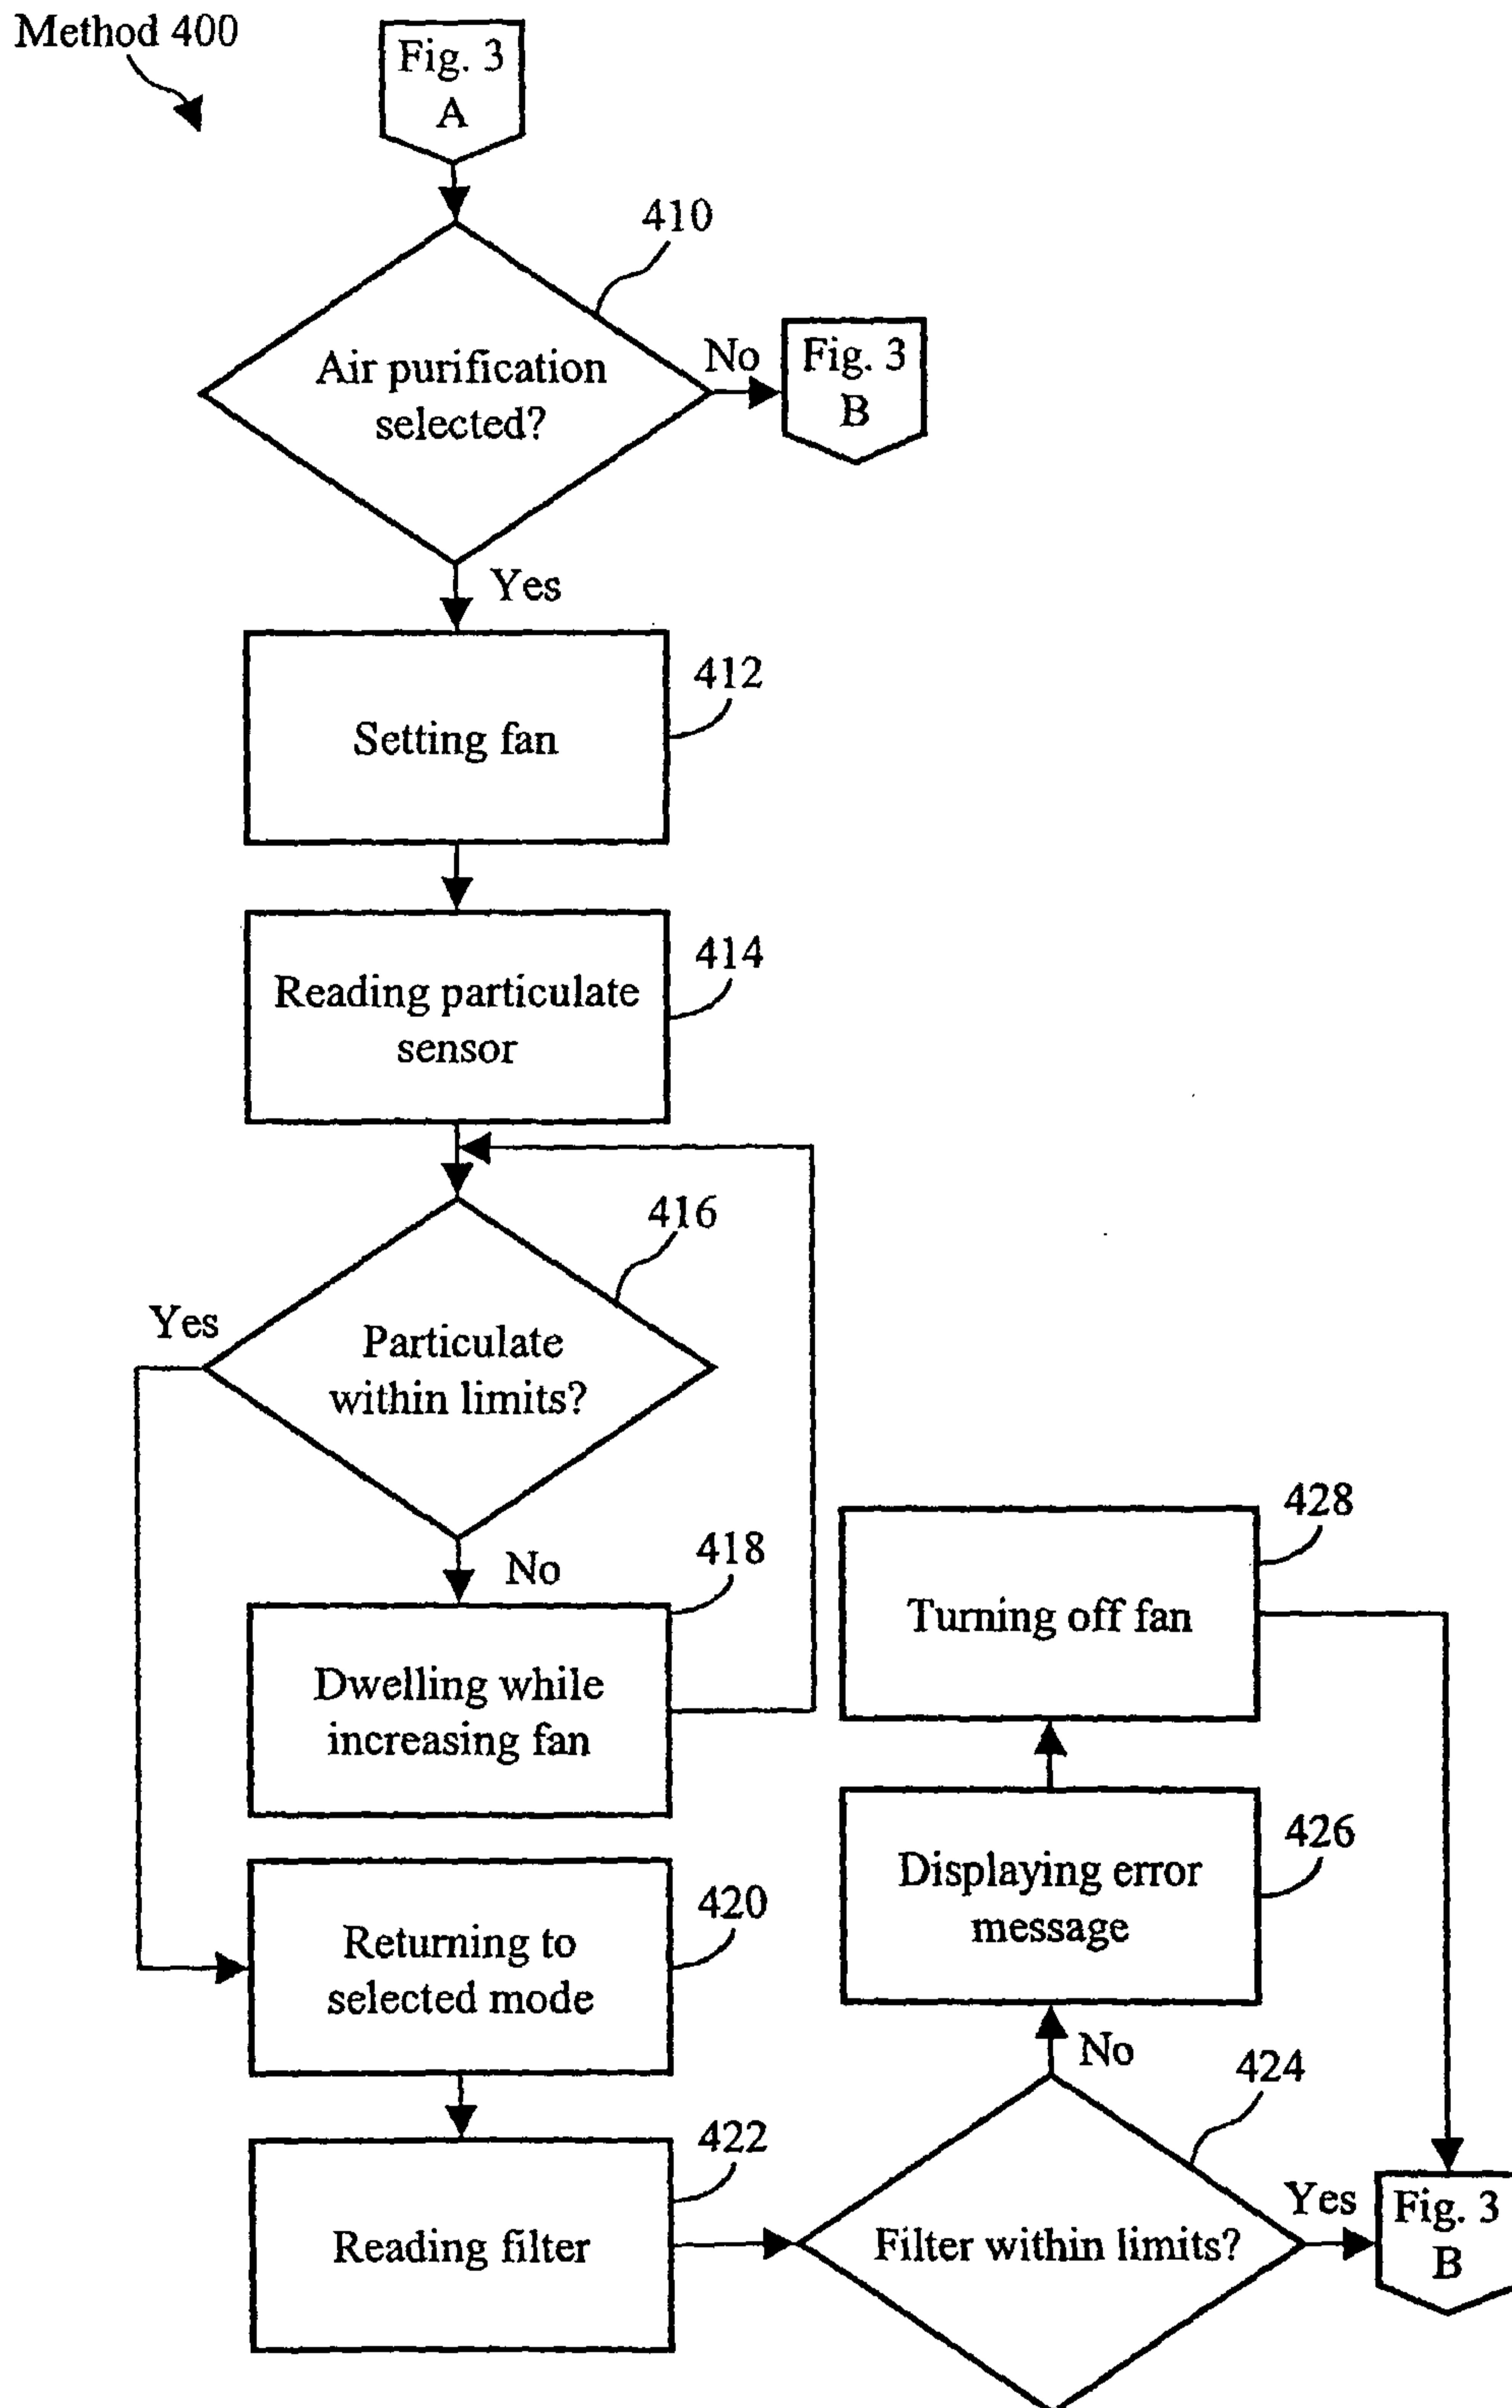 Method 400
Fig. 3
A
410
Air purification
selected?
No
Fig. 3
B
Yes
412
Setting fan
414
Reading particulate
sensor
416
Yes
Particulate
within limits?
No
418
Dwelling while
increasing fan
420
Returning to
selected mode
422
Reading filter
428
Turning off fan
426
Displaying error
message
No
424
Filter within limits?
Yes
Fig. 3
B